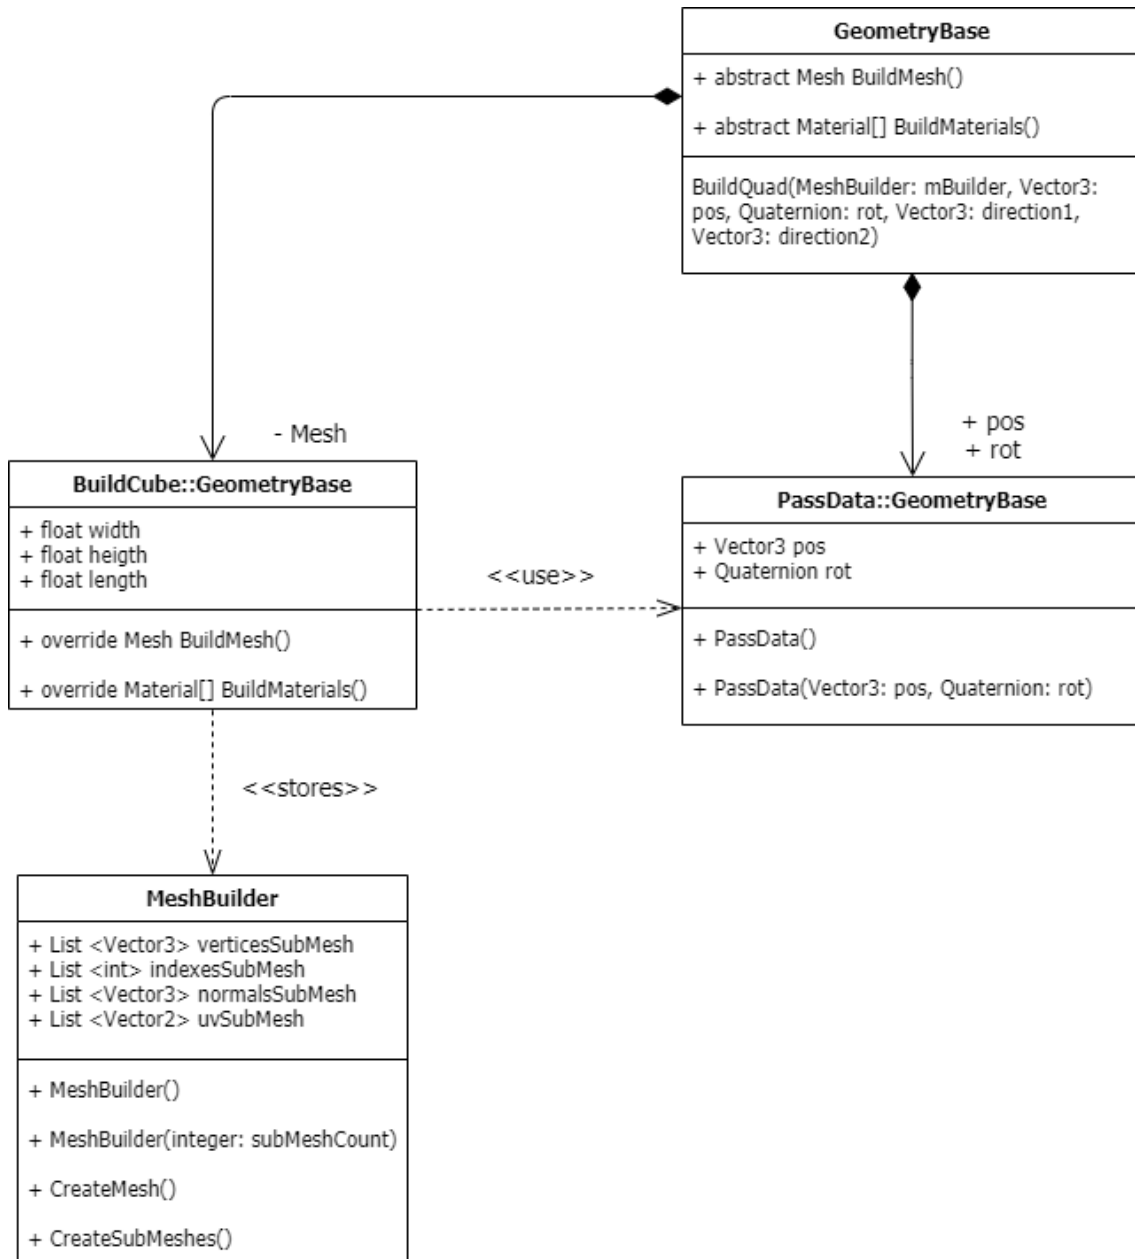 GeometryBase
+ abstract Mesh BuildMesh()
+ abstract Material[] BuildMaterials()
BuildQuad(MeshBuilder: mBuilder, Vector3:
pos, Quaternion: rot, Vector3: direction1,
Vector3: direction2)
- Mesh
+ pos
+ rot
BuildCube::GeometryBase
+ float width
+ float heigth
+ float length
+ override Mesh BuildMesh()
+ override Material[] BuildMaterials()
<<use>>
PassData::GeometryBase
+ Vector3 pos
+ Quaternion rot
+ PassData()
+ PassData(Vector3: pos, Quaternion: rot)
<<stores>>
MeshBuilder
+ List <Vector3> verticesSubMesh
+ List <int> indexesSubMesh
+ List <Vector3> normalsSubMesh
+ List <Vector2> uvSubMesh
+ MeshBuilder()
+ MeshBuilder(integer: subMeshCount)
+ CreateMesh()
+ CreateSubMeshes()